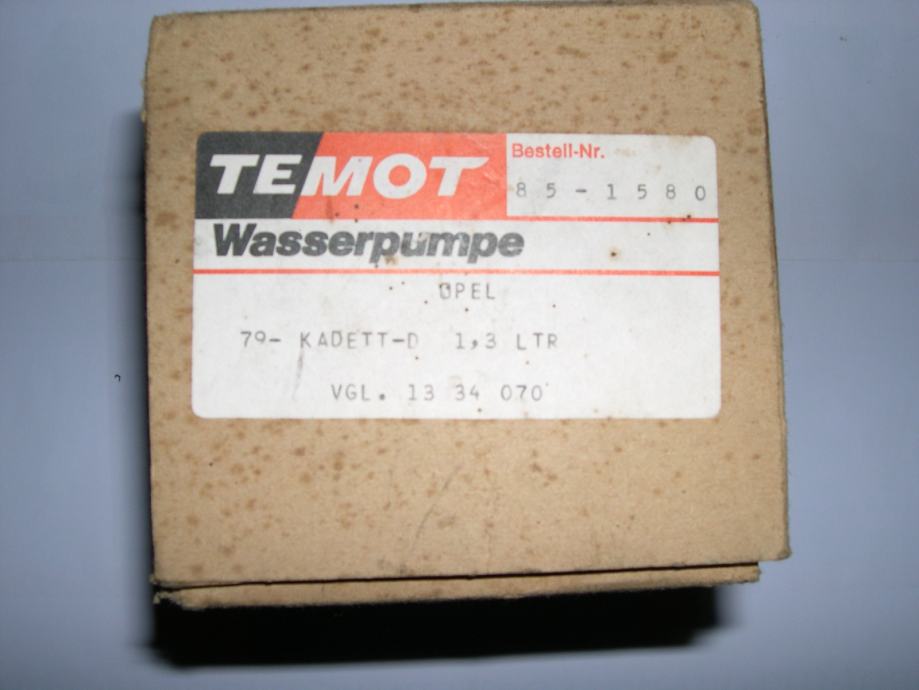 TEMOT
Bestell-Nr.
85-1580
Wasserpumpe
OPEL
79- KADETT-D 1,3 LTR
VGL. 13 34 070